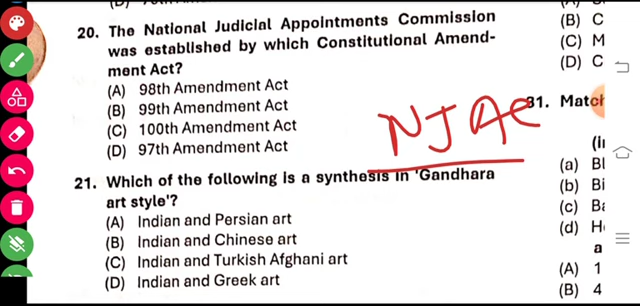 20. The National Judicial Appointments Commission
was established by which Constitutional Amend-
ment Act?
(A) 98th Amendment Act
(B) 99th Amendment Act
(C) 100th Amendment Act
(D) 97th Amendment Act
NJAC
21. Which of the following is a synthesis in 'Gandhara
art style'?
(A) Indian and Persian art
(B) Indian and Chinese art
(C) Indian and Turkish Afghani art
(D) Indian and Greek art
(B) C
(C) M
(D) C
31. Match
(a) Bl
(b) Bi
(c) Ba
(d) H
a
(A) 1
(B) 4